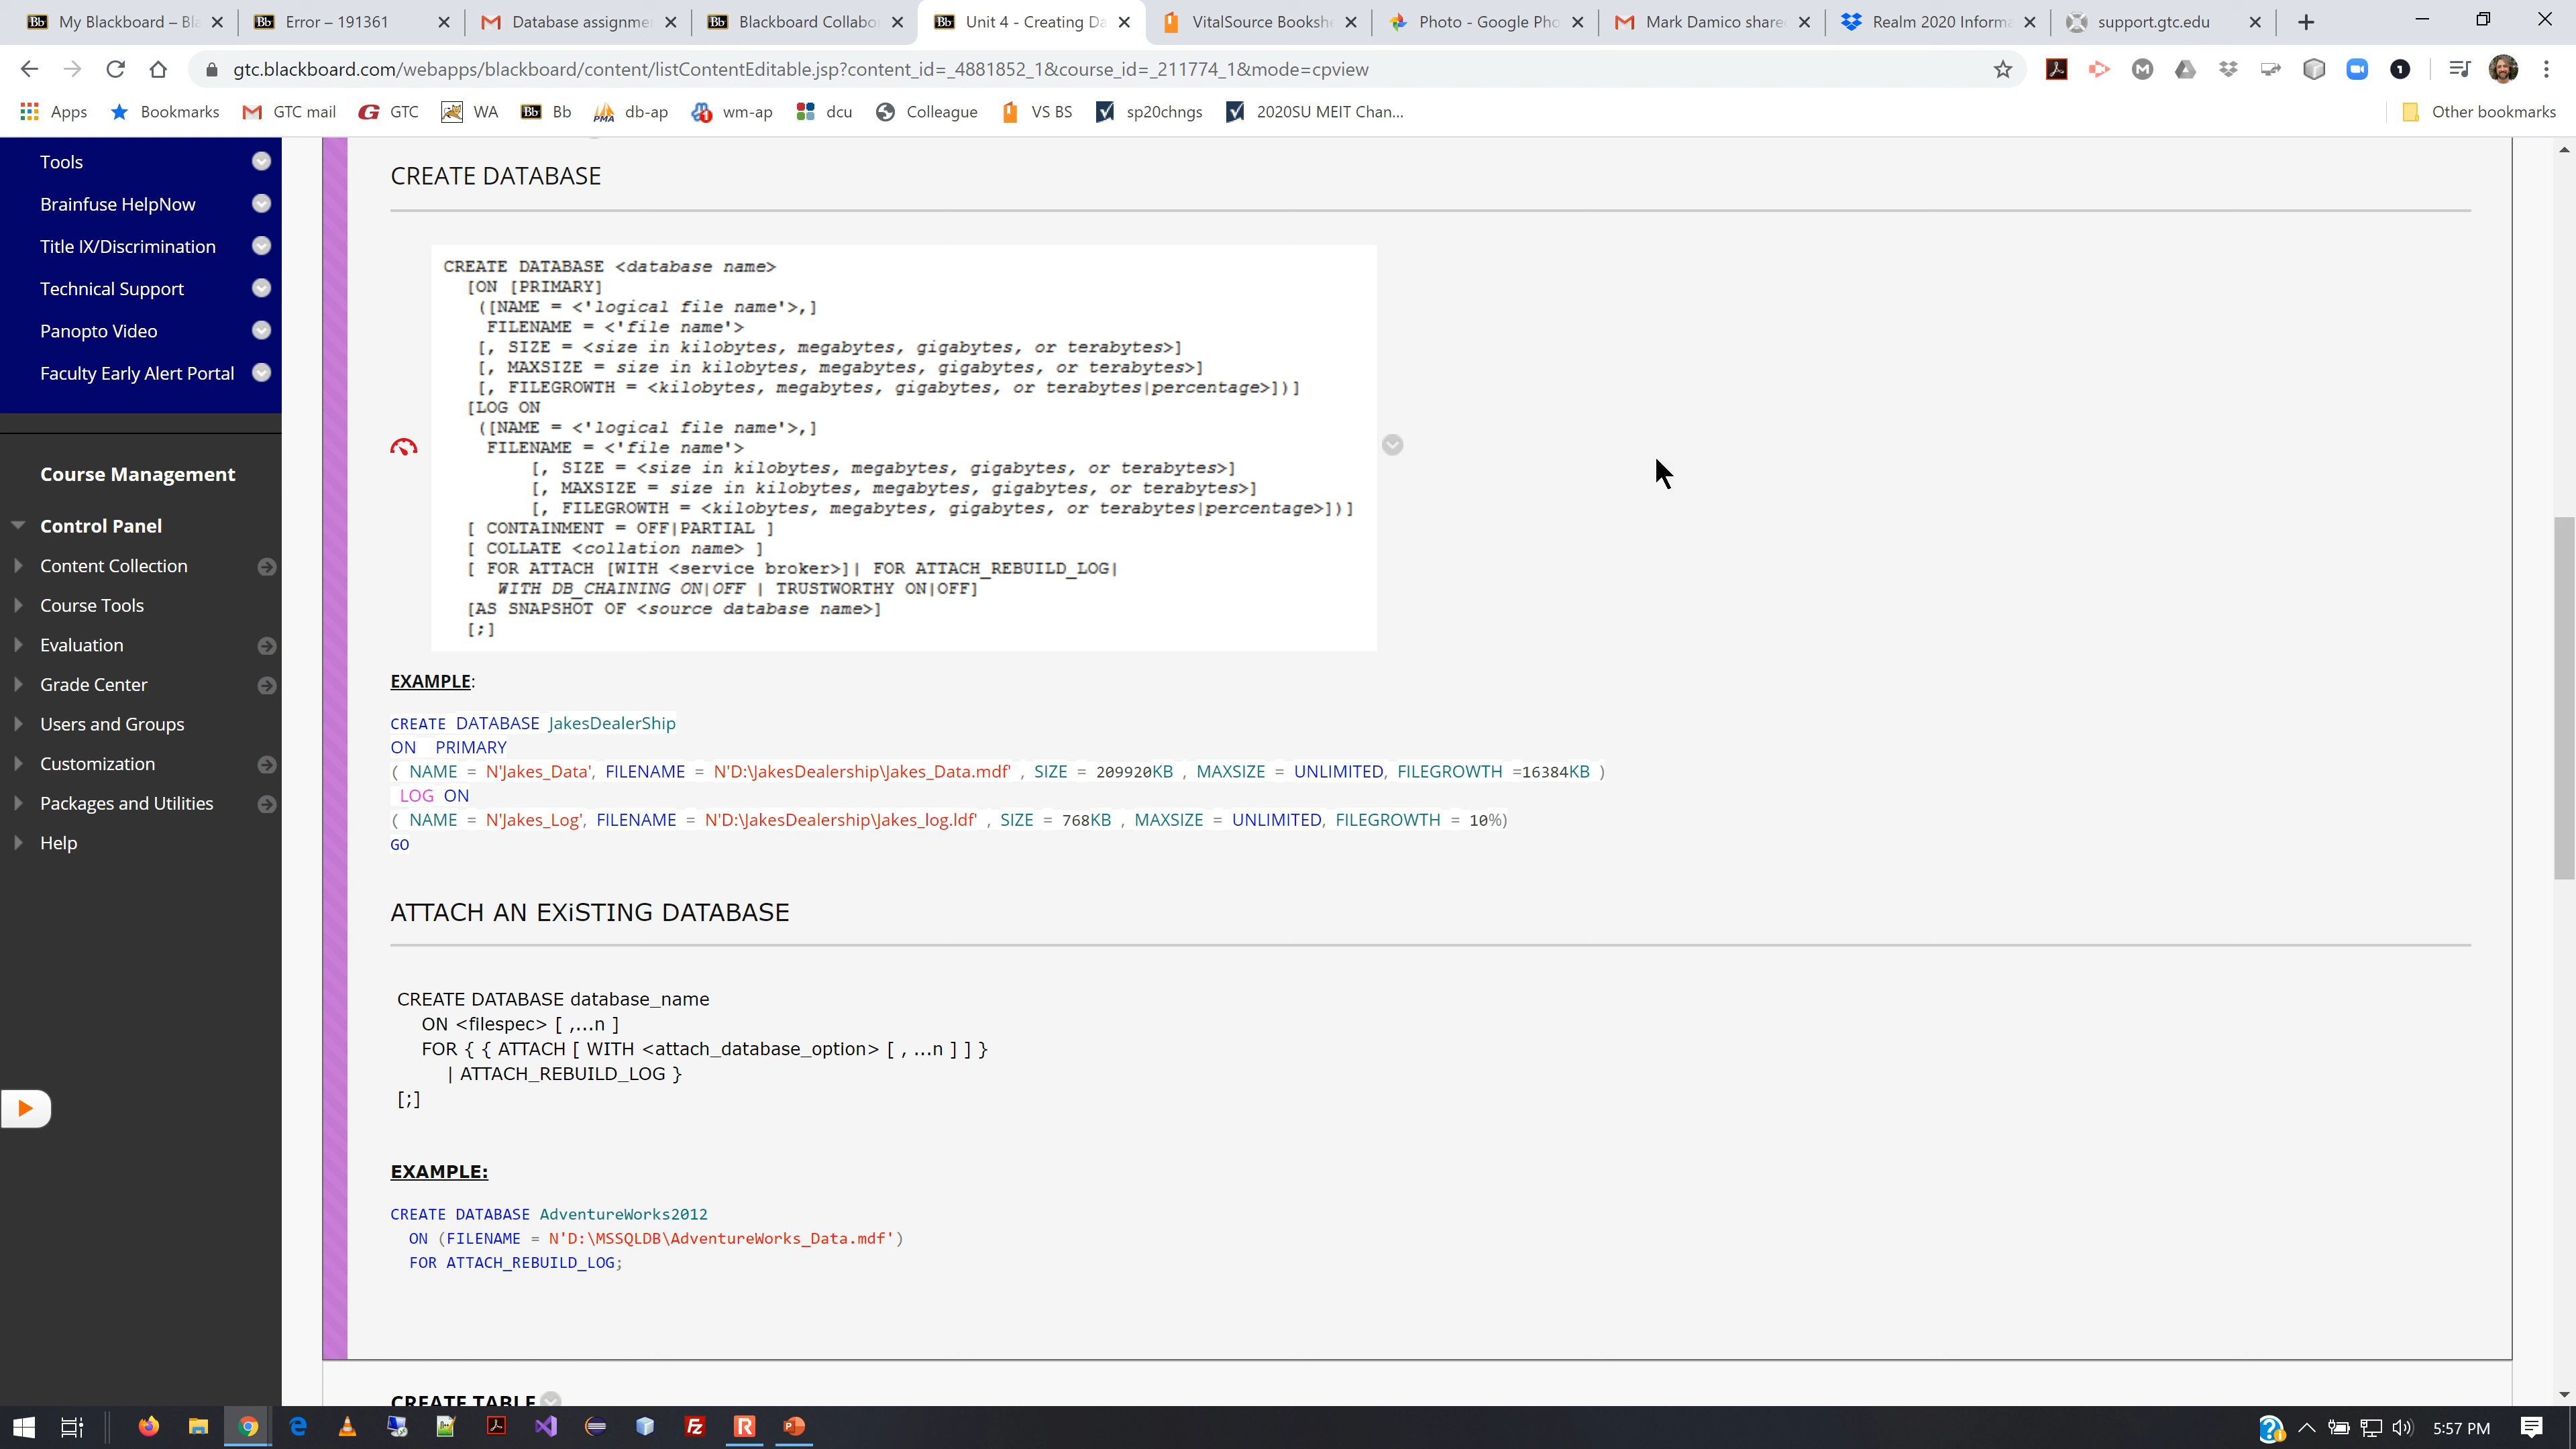 My Blackboard – Bla
Error – 191361
Database assignmen
Blackboard Collabo
Unit 4 - Creating Da
VitalSource Bookshe
Photo - Google Pho
Mark Damico share
Realm 2020 Informa
support.gtc.edu
gtc.blackboard.com/webapps/blackboard/content/listContentEditable.jsp?content_id=_4881852_1&course_id=_211774_1&mode=cpview
Apps
Bookmarks
GTC mail
GTC
WA
Bb
db-ap
wm-ap
dcu
Colleague
VS BS
sp20chngs
2020SU MEIT Chan...
Other bookmarks
Tools
Brainfuse HelpNow
Title IX/Discrimination
Technical Support
Panopto Video
Faculty Early Alert Portal
Course Management
Control Panel
Content Collection
Course Tools
Evaluation
Grade Center
Users and Groups
Customization
Packages and Utilities
Help
CREATE DATABASE
CREATE DATABASE <database name>
[ON [PRIMARY]
([NAME = <'logical file name'>,]
FILENAME = <'file name'>
[, SIZE = <size in kilobytes, megabytes, gigabytes, or terabytes>]
[, MAXSIZE = size in kilobytes, megabytes, gigabytes, or terabytes>]
[, FILEGROWTH = <kilobytes, megabytes, gigabytes, or terabytes|percentage>])]
[LOG ON
([NAME = <'logical file name'>,]
FILENAME = <'file name'>
[, SIZE = <size in kilobytes, megabytes, gigabytes, or terabytes>]
[, MAXSIZE = size in kilobytes, megabytes, gigabytes, or terabytes>]
[, FILEGROWTH = <kilobytes, megabytes, gigabytes, or terabytes|percentage>])]
[ CONTAINMENT = OFF|PARTIAL ]
[ COLLATE <collation name> ]
[ FOR ATTACH [WITH <service broker>]| FOR ATTACH_REBUILD_LOG|
WITH DB_CHAINING ON|OFF | TRUSTWORTHY ON|OFF]
[AS SNAPSHOT OF <source database name>]
[;]
EXAMPLE:
CREATE DATABASE JakesDealerShip
ON PRIMARY
( NAME = N'Jakes_Data', FILENAME = N'D:\JakesDealership\Jakes_Data.mdf' , SIZE = 209920KB , MAXSIZE = UNLIMITED, FILEGROWTH =16384KB )
LOG ON
( NAME = N'Jakes_Log', FILENAME = N'D:\JakesDealership\Jakes_log.ldf' , SIZE = 768KB , MAXSIZE = UNLIMITED, FILEGROWTH = 10%)
GO
ATTACH AN EXiSTING DATABASE
CREATE DATABASE database_name
ON <filespec> [ ,...n ]
FOR { { ATTACH [ WITH <attach_database_option> [ , ...n ] ] }
| ATTACH_REBUILD_LOG }
[;]
EXAMPLE:
CREATE DATABASE AdventureWorks2012
ON (FILENAME = N'D:\MSSQLDB\AdventureWorks_Data.mdf')
FOR ATTACH_REBUILD_LOG;
CREATE TABLE
5:57 PM